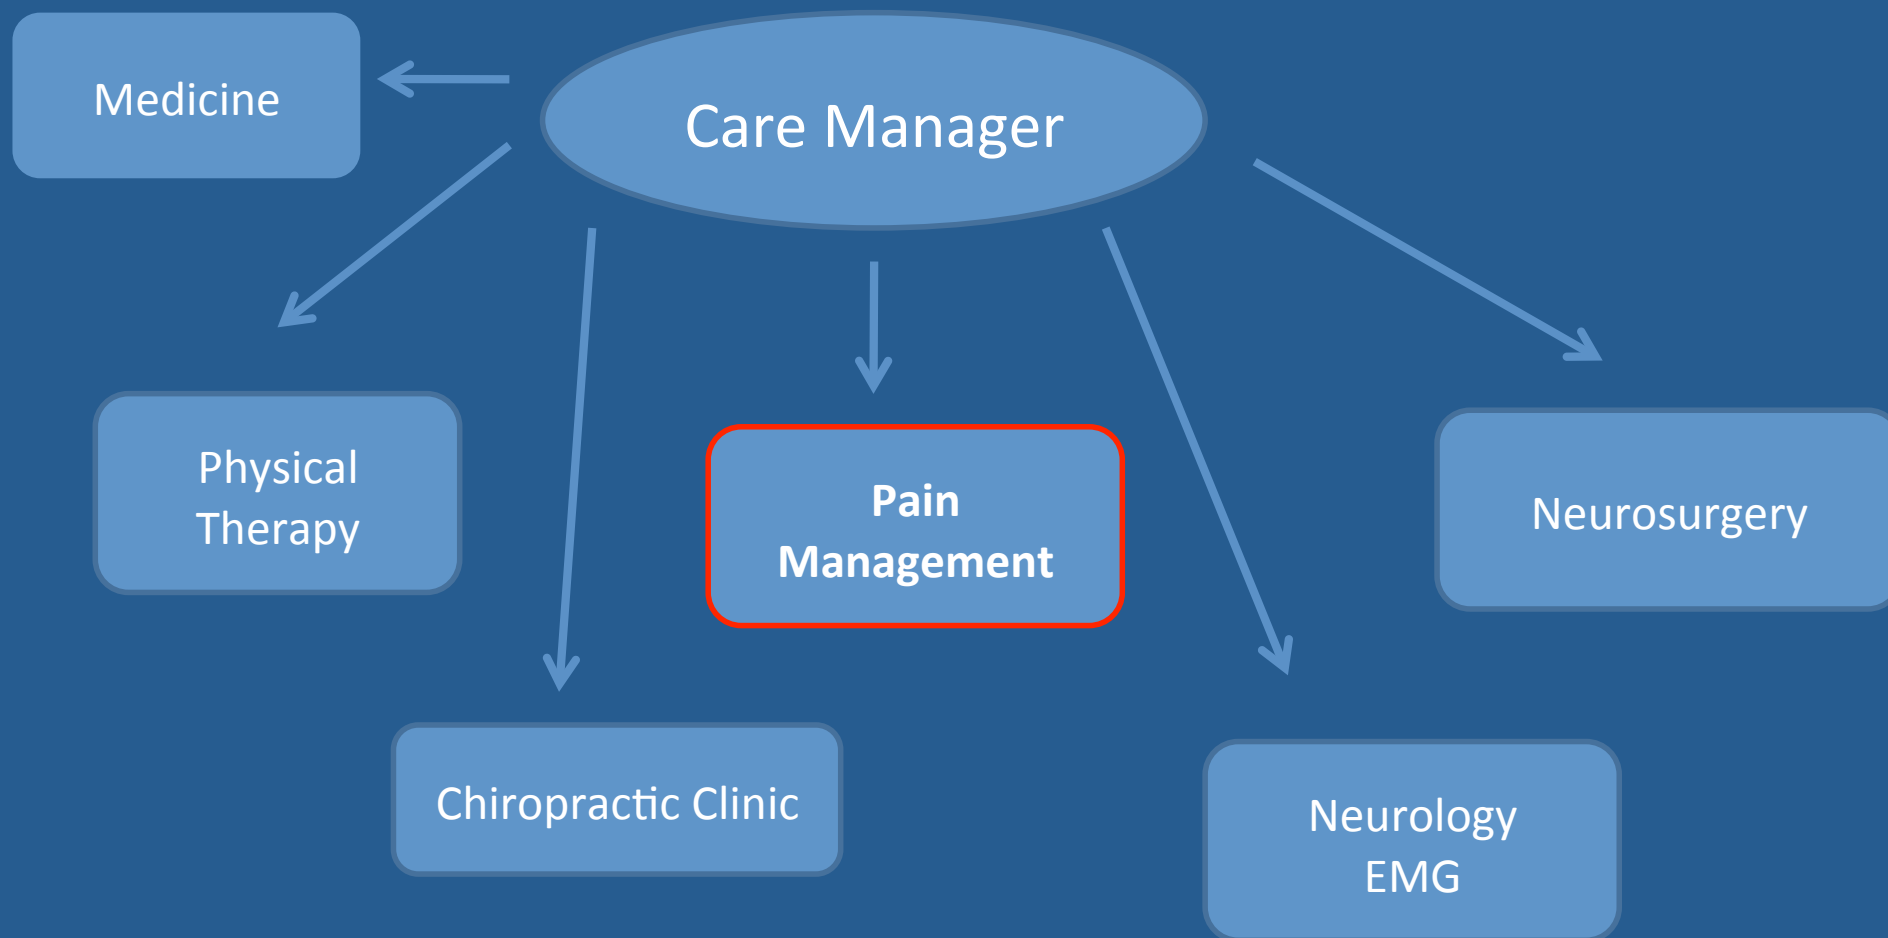 Medicine
Care Manager
Physical
Therapy
Pain
Management
Neurosurgery
Chiropractic Clinic
Neurology
EMG